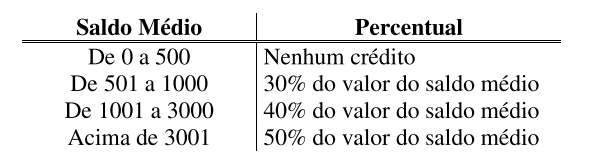 Saldo Médio Percentual
De 0 a 500 Nenhum crédito
De 501 a 1000 30% do valor do saldo médio
De 1001 a 3000 40% do valor do saldo médio
Acima de 3001 50% do valor do saldo médio